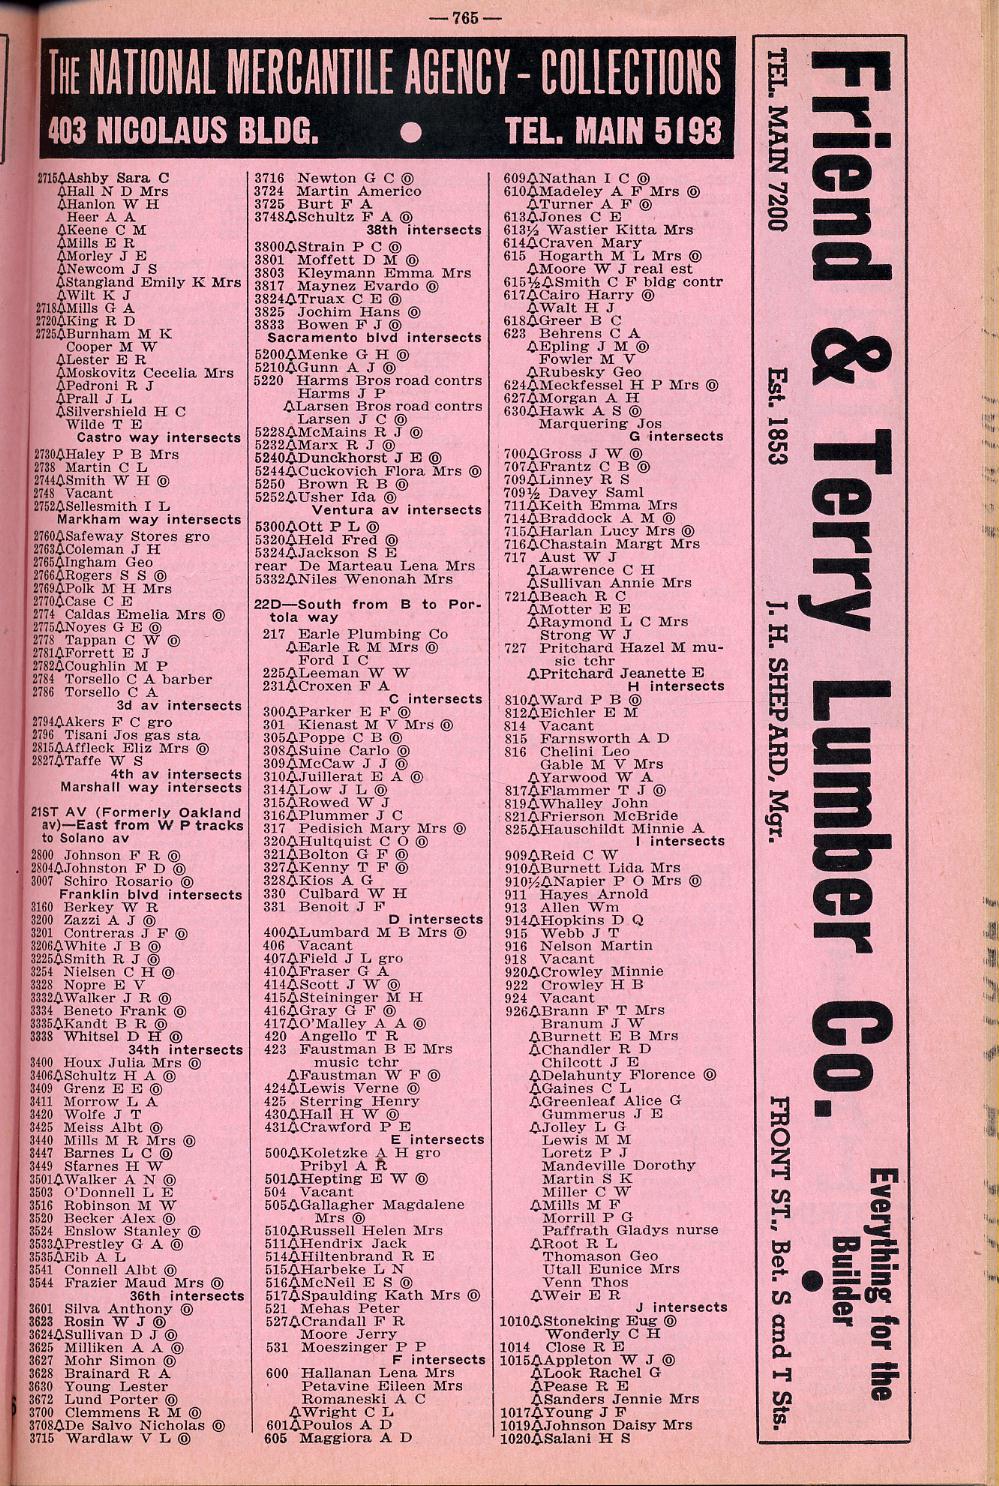 — 765 —
THE NATIONAL MERCANTILE AGENCY - COLLECTIONS
403 NICOLAUS BLDG. ● TEL. MAIN 5193
2715△Ashby Sara C
△Hall N D Mrs
△Hanlon W H
Heer A A
△Keene C M
△Mills E R
△Morley J E
△Newcom J S
△Stangland Emily K Mrs
△Wilt K J
2718△Mills G A
2720△King R D
2725△Burnham M K
Cooper M W
△Lester E R
△Moskovitz Cecelia Mrs
△Pedroni R J
△Prall J L
△Silvershield H C
Wilde T E
Castro way intersects
2730△Haley P B Mrs
2738 Martin C L
2744△Smith W H ◎
2748 Vacant
2752△Sellesmith I L
Markham way intersects
2760△Safeway Stores gro
2763△Coleman J H
2765△Ingham Geo
2766△Rogers S S ◎
2769△Polk M H Mrs
2770△Case C E
2774 Caldas Emelia Mrs ◎
2775△Noyes G E ◎
2778 Tappan C W ◎
2781△Forrett E J
2782△Coughlin M P
2784 Torsello C A barber
2786 Torsello C A
3d av intersects
2794△Akers F C gro
2796 Tisani Jos gas sta
2815△Affleck Eliz Mrs ◎
2827△Taffe W S
4th av intersects
Marshall way intersects
21ST AV (Formerly Oakland
av)—East from W P tracks
to Solano av
2800 Johnson F R ◎
2804△Johnston F D ◎
3007 Schiro Rosario ◎
Franklin blvd intersects
3160 Berkey W R
3200 Zazzi A J ◎
3201 Contreras J F ◎
3206△White J B ◎
3225△Smith R J ◎
3254 Nielsen C H ◎
3328 Nopre E V
3332△Walker J R ◎
3334 Beneto Frank ◎
3335△Kandt B R ◎
3338 Whitsel D H ◎
34th intersects
3400 Houx Julia Mrs ◎
3406△Schultz H A ◎
3409 Grenz E E ◎
3411 Morrow L A
3420 Wolfe J T
3425 Meiss Albt ◎
3440 Mills M R Mrs ◎
3447 Barnes L C ◎
3449 Sfarnes H W
3501△Walker A N ◎
3503 O'Donnell L E
3516 Robinson M W
3520 Becker Alex ◎
3524 Enslow Stanley ◎
3533△Prestley G A ◎
3535△Eib A L
3541 Connell Albt ◎
3544 Frazier Maud Mrs ◎
36th intersects
3601 Silva Anthony ◎
3623 Rosin W J ◎
3624△Sullivan D J ◎
3625 Milliken A A ◎
3627 Mohr Simon ◎
3628 Brainard R A
3630 Young Lester
3672 Lund Porter ◎
3700 Clemmens R M ◎
3708△De Salvo Nicholas ◎
3715 Wardlaw V L ◎
3716 Newton G C ◎
3724 Martin Americo
3725 Burt F A
3748△Schultz F A ◎
38th intersects
3800△Strain P C ◎
3801 Moffett D M ◎
3803 Kleymann Emma Mrs
3817 Maynez Evardo ◎
3824△Truax C E ◎
3825 Jochim Hans ◎
3833 Bowen F J ◎
Sacramento blvd intersects
5200△Menke G H ◎
5210△Gunn A J ◎
5220 Harms Bros road contrs
Harms J P
△Larsen Bros road contrs
Larsen J C ◎
5228△McMains R J ◎
5232△Marx R J ◎
5240△Dunckhorst J E ◎
5244△Cuckovich Flora Mrs ◎
5250 Brown R B ◎
5252△Usher Ida ◎
Ventura av intersects
5300△Ott P L ◎
5320△Held Fred ◎
5324△Jackson S E
rear De Marteau Lena Mrs
5332△Niles Wenonah Mrs
22D—South from B to Por-
tola way
217 Earle Plumbing Co
△Earle R M Mrs ◎
Ford I C
225△Leeman W W
231△Croxen F A
C intersects
300△Parker E F ◎
301 Kienast M V Mrs ◎
305△Poppe C B ◎
308△Suine Carlo ◎
309△McCaw J J ◎
310△Juillerat E A ◎
314△Low J L ◎
315△Rowed W J
316△Plummer J C
317 Pedisich Mary Mrs ◎
320△Hultquist C O ◎
321△Bolton G F ◎
327△Kenny T F ◎
328△Kios A G
330 Culbard W H
331 Benoit J F
D intersects
400△Lumbard M B Mrs ◎
406 Vacant
407△Field J L gro
410△Fraser G A
414△Scott J W ◎
415△Steininger M H
416△Gray G F ◎
417△O'Malley A A ◎
420 Angello T R
423 Faustman B E Mrs
music tchr
△Faustman W F ◎
424△Lewis Verne ◎
425 Sterring Henry
430△Hall H W ◎
431△Crawford P E
E intersects
500△Koletzke A H gro
Pribyl A R
501△Hepting E W ◎
504 Vacant
505△Gallagher Magdalene
Mrs ◎
510△Russell Helen Mrs
511△Hendrix Jack
514△Hiltenbrand R E
515△Harbeke L N
516△McNeil E S ◎
517△Spaulding Kath Mrs ◎
521 Mehas Peter
527△Crandall F R
Moore Jerry
531 Moeszinger P P
F intersects
600 Hallanan Lena Mrs
Petavine Eileen Mrs
Romaneski A C
△Wright C L
601△Poulos A D
605 Maggiora A D
609△Nathan I C ◎
610△Madeley A F Mrs ◎
△Turner A F ◎
613△Jones C E
613½ Wastier Kitta Mrs
614△Craven Mary
615 Hogarth M L Mrs ◎
△Moore W J real est
615½△Smith C F bldg contr
617△Cairo Harry ◎
△Walt H J
618△Greer B C
623 Behrens C A
△Epling J M ◎
Fowler M V
△Rubesky Geo
624△Meckfessel H P Mrs ◎
627△Morgan A H
630△Hawk A S ◎
Marquering Jos
G intersects
700△Gross J W ◎
707△Frantz C B ◎
709△Linney R S
709½ Davey Saml
711△Keith Emma Mrs
714△Braddock A M ◎
715△Harlan Lucy Mrs ◎
716△Chastain Margt Mrs
717 Aust W J
△Lawrence C H
△Sullivan Annie Mrs
721△Beach R C
△Motter E E
△Raymond L C Mrs
Strong W J
727 Pritchard Hazel M mu-
sic tchr
△Pritchard Jeanette E
H intersects
810△Ward P B ◎
812△Eichler E M
814 Vacant
815 Farnsworth A D
816 Chelini Leo
Gable M V Mrs
△Yarwood W A
817△Flammer T J ◎
819△Whalley John
821△Frierson McBride
825△Hauschildt Minnie A
I intersects
909△Reid C W
910△Burnett Lida Mrs
910½△Napier P O Mrs ◎
911 Hayes Arnold
913 Allen Wm
914△Hopkins D Q
915 Webb J T
916 Nelson Martin
918 Vacant
920△Crowley Minnie
922 Crowley H B
924 Vacant
926△Brann F T Mrs
Branum J W
△Burnett E B Mrs
△Chandler R D
Chilcott J E
△Delahunty Florence ◎
△Gaines C L
△Greenleaf Alice G
Gummerus J E
△Jolley L G
Lewis M M
Loretz P J
Mandeville Dorothy
Martin S K
Miller C W
△Mills M F
Morrill P G
Paffrath Gladys nurse
△Root R L
Thonason Geo
Utall Eunice Mrs
Venn Thos
△Weir E R
J intersects
1010△Stoneking Eug ◎
Wonderly C H
1014 Close R E
1015△Appleton W J ◎
△Look Rachel G
△Pease R E
△Sanders Jennie Mrs
1017△Young J F
1019△Johnson Daisy Mrs
1020△Salani H S
Friend & Terry Lumber Co.
Everything for the
Builder
●
TEL. MAIN 7200 Est. 1853 J. H. SHEPARD, Mgr. FRONT ST., Bet. S and T Sts.